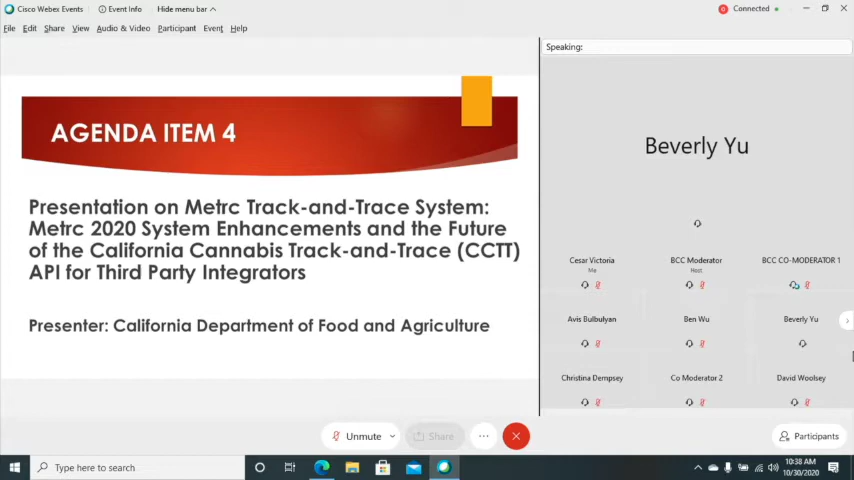 Cisco Webex Events
Event Info
Hide menu bar
Connected
File Edit Share View Audio & Video Participant Event Help
Speaking:
AGENDA ITEM 4
Presentation on Metrc Track-and-Trace System:
Metrc 2020 System Enhancements and the Future
of the California Cannabis Track-and-Trace (CCTT)
API for Third Party Integrators
Presenter: California Department of Food and Agriculture
Beverly Yu
Cesar Victoria
Me
BCC Moderator
Host
BCC CO-MODERATOR 1
Avis Bulbulyan
Ben Wu
Beverly Yu
Christina Dempsey
Co Moderator 2
David Woolsey
Unmute
Share
Participants
Type here to search
10:38 AM
10/30/2020